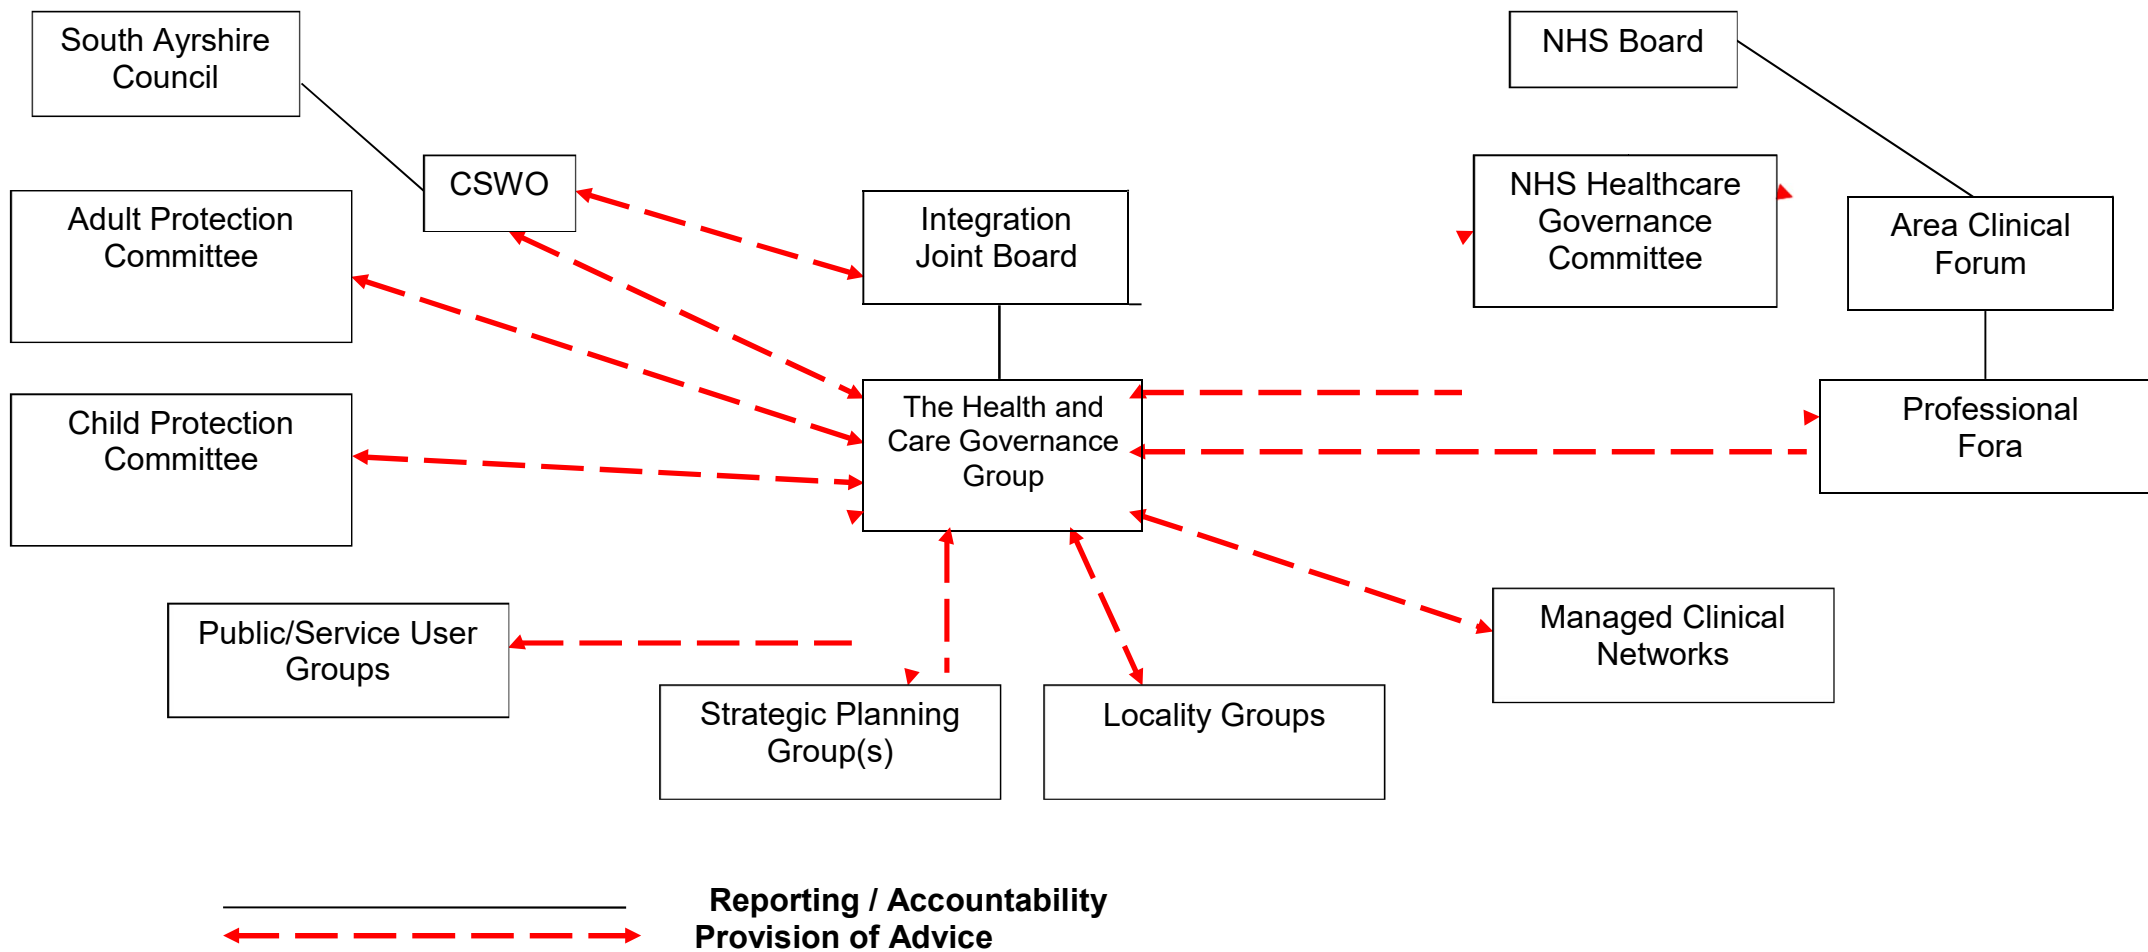 South Ayrshire
Council
NHS Board
CSWO
NHS Healthcare
Governance
Committee
Adult Protection
Committee
Integration
Joint Board
Area Clinical
Forum
Child Protection
Committee
The Health and
Care Governance
Group
Professional
Fora
Public/Service User
Groups
Managed Clinical
Networks
Strategic Planning
Group(s)
Locality Groups
Reporting / Accountability
Provision of Advice